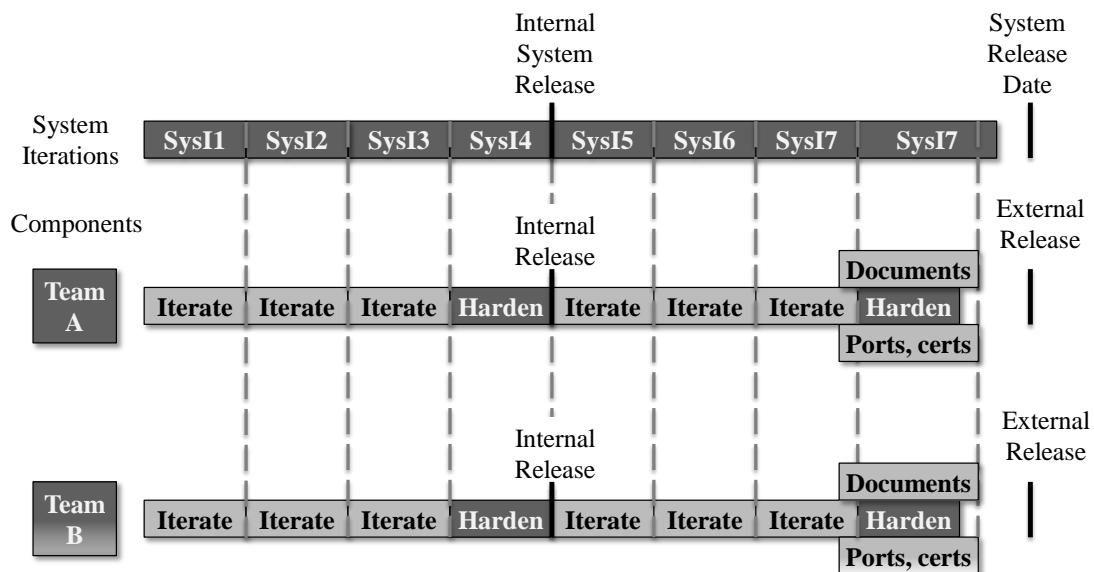 Internal
System
Release
System
Release
Date
System
Iterations
SysI1 SysI2 SysI3 SysI4 SysI5 SysI6 SysI7 SysI7
Components
Internal
Release
External
Release
Team
A
Documents
Iterate Iterate Iterate Harden Iterate Iterate Iterate Harden
Ports, certs
Internal
Release
External
Release
Team
B
Documents
Iterate Iterate Iterate Harden Iterate Iterate Iterate Harden
Ports, certs